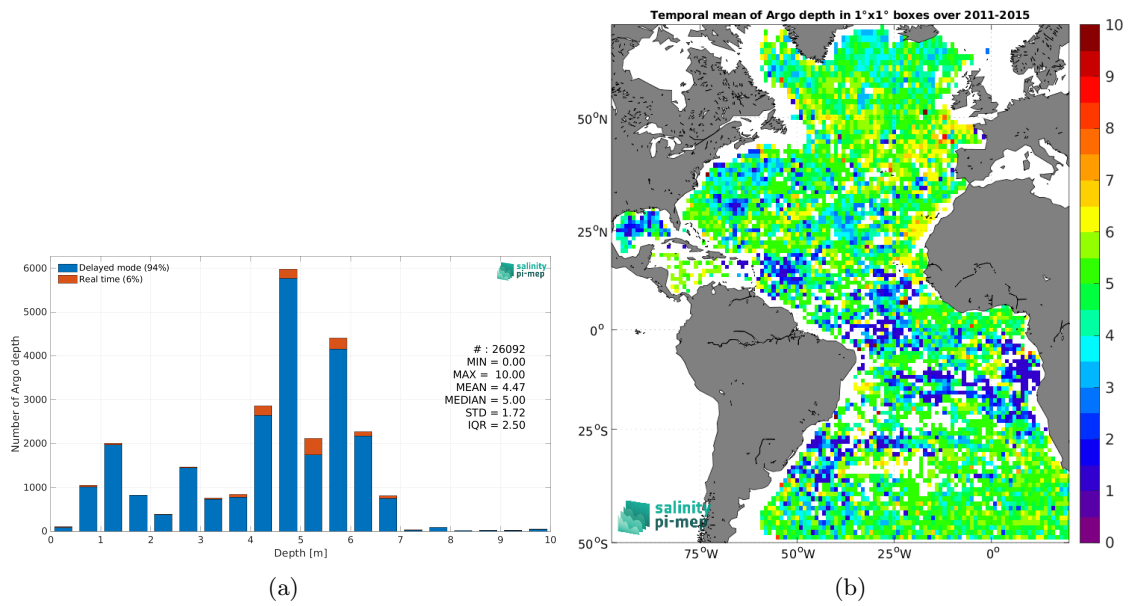 Temporal mean of Argo depth in 1°x1° boxes over 2011-2015
Delayed mode (94%)
Real time (6%)
salinity
pi-mep
# : 26092
MIN = 0.00
MAX = 10.00
MEAN = 4.47
MEDIAN = 5.00
STD = 1.72
IQR = 2.50
Number of Argo depth
6000
5000
4000
3000
2000
1000
0
0 1 2 3 4 5 6 7 8 9 10
Depth [m]
(a)
50°N
25°N
0°
25°S
50°S
75°W 50°W 25°W 0°
salinity
pi-mep
10
9
8
7
6
5
4
3
2
1
0
(b)